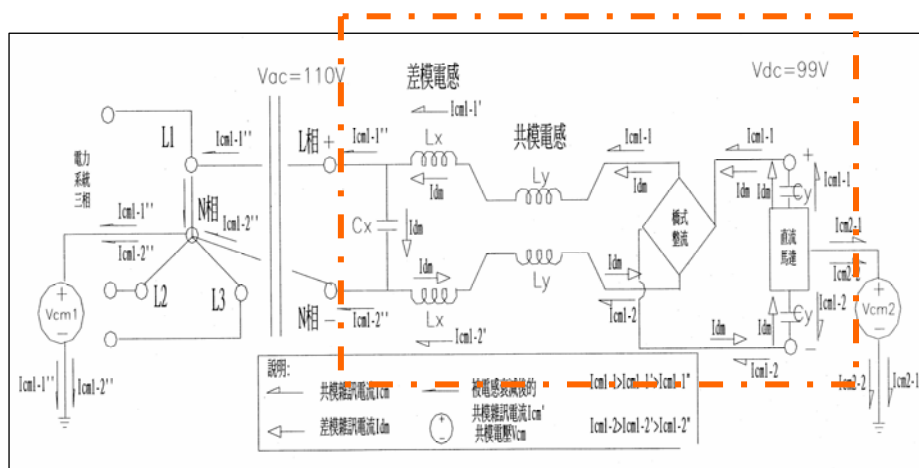 Vac=110V
Vdc=99V
差模電感
共模電感
Icm1-1'
Icm1-1
Icm1-1
L1
Icm1-1''
L相 +
Icm1-1''
Lx
Idm
Ly
Idm
Idm
+
Cy
Icm1-1
電力
系統
三相
Icm1-1''
Icm1-2''
N相
Icm1-2''
Cx
Idm
橋式
整流
Idm
直流
馬達
Icm2-1
Icm2-2
L2
L3
Idm
Ly
Idm
Idm
Cy
Icm1-2
+
Vcm1
−
N相 −
Icm1-2''
Lx
Icm1-2'
Icm1-2
Idm
−
Icm1-2
+
Vcm2
−
Icm1-1''
Icm1-2''
Icm2-2
Icm2-1
說明:
共模雜訊電流Icm
被電感衰減後的
共模雜訊電流Icm'
Icm1-1>Icm1-1'>Icm1-1"
差模雜訊電流Idm
+
−
共模電壓Vcm
Icm1-2>Icm1-2'>Icm1-2"